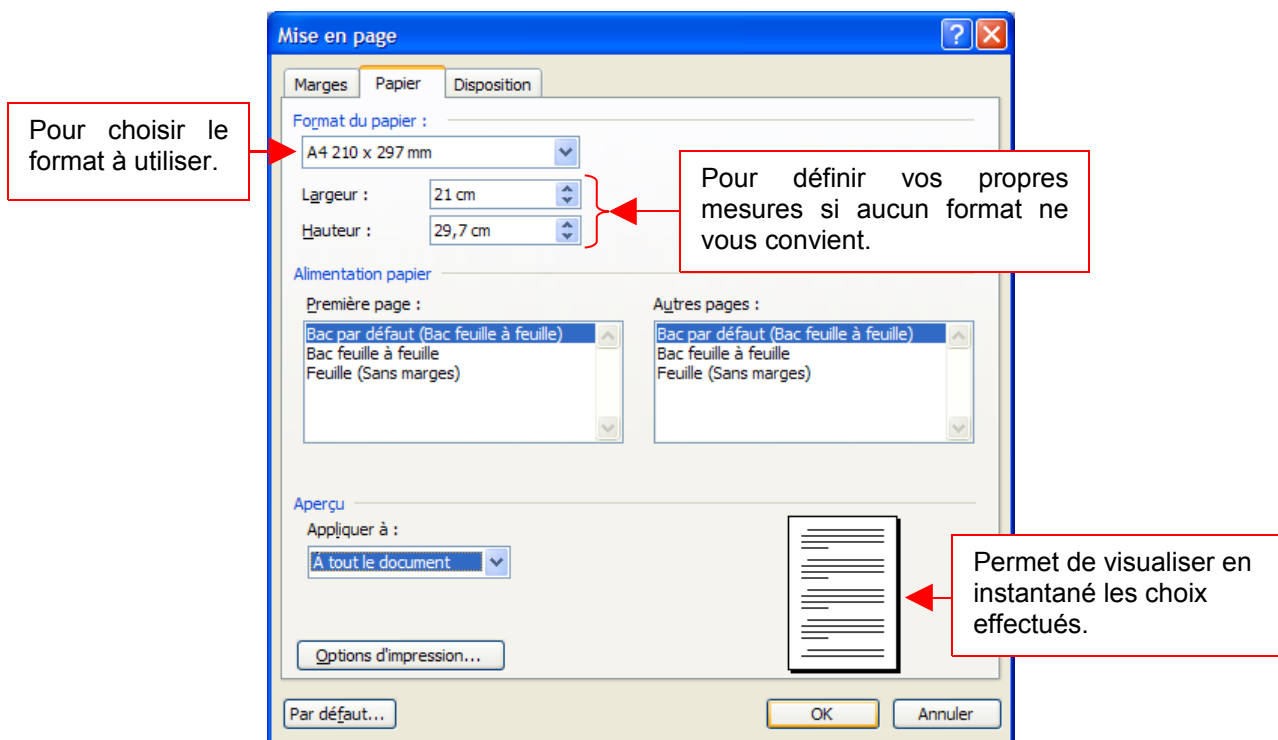 Mise en page
Marges Papier Disposition
Format du papier :
Pour choisir le
format à utiliser.
A4 210 x 297 mm
Largeur : 21 cm
Hauteur : 29,7 cm
Pour définir vos propres
mesures si aucun format ne
vous convient.
Alimentation papier
Première page : Autres pages :
Bac par défaut (Bac feuille à feuille) Bac par défaut (Bac feuille à feuille)
Bac feuille à feuille Bac feuille à feuille
Feuille (Sans marges) Feuille (Sans marges)
Aperçu
Appliquer à :
À tout le document
Permet de visualiser en
instantané les choix
effectués.
Options d'impression...
Par défaut... OK Annuler